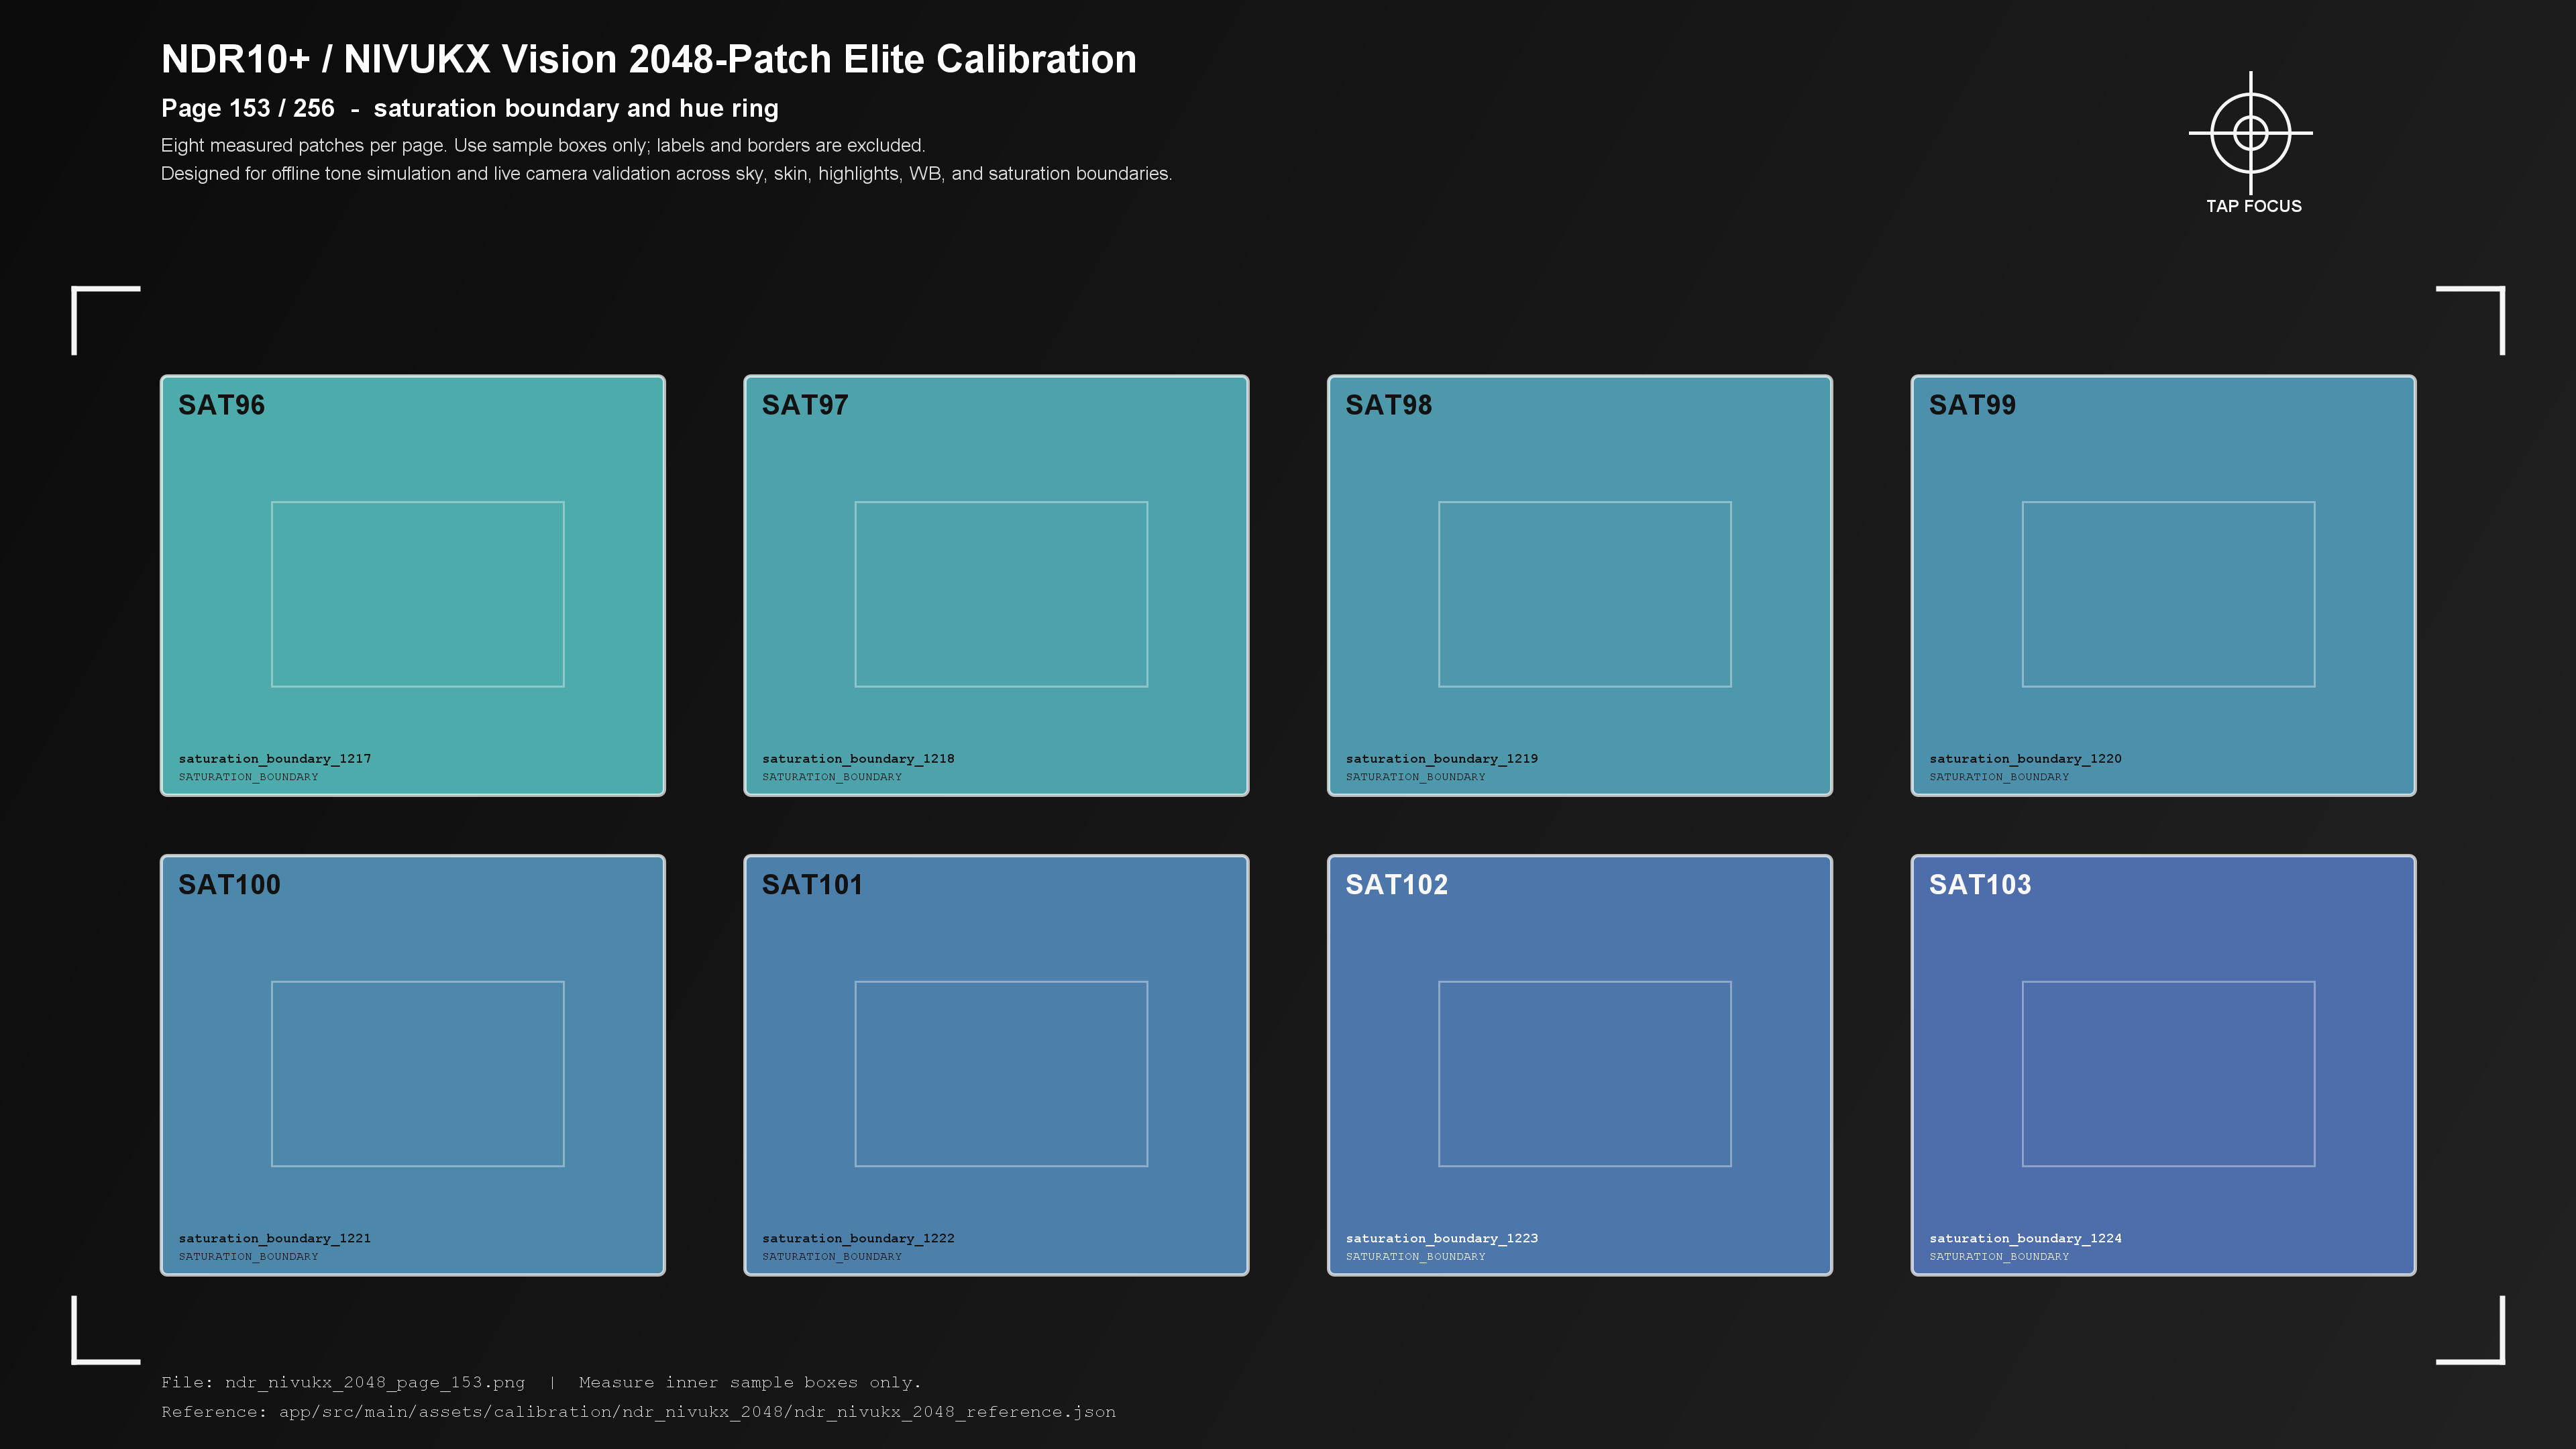 NDR10+ / NIVUKX Vision 2048-Patch Elite Calibration
Page 153 / 256 - saturation boundary and hue ring
Eight measured patches per page. Use sample boxes only; labels and borders are excluded.
Designed for offline tone simulation and live camera validation across sky, skin, highlights, WB, and saturation boundaries.
TAP FOCUS
SAT96
saturation_boundary_1217
SATURATION_BOUNDARY
SAT97
saturation_boundary_1218
SATURATION_BOUNDARY
SAT98
saturation_boundary_1219
SATURATION_BOUNDARY
SAT99
saturation_boundary_1220
SATURATION_BOUNDARY
SAT100
saturation_boundary_1221
SATURATION_BOUNDARY
SAT101
saturation_boundary_1222
SATURATION_BOUNDARY
SAT102
saturation_boundary_1223
SATURATION_BOUNDARY
SAT103
saturation_boundary_1224
SATURATION_BOUNDARY
File: ndr_nivukx_2048_page_153.png | Measure inner sample boxes only.
Reference: app/src/main/assets/calibration/ndr_nivukx_2048/ndr_nivukx_2048_reference.json